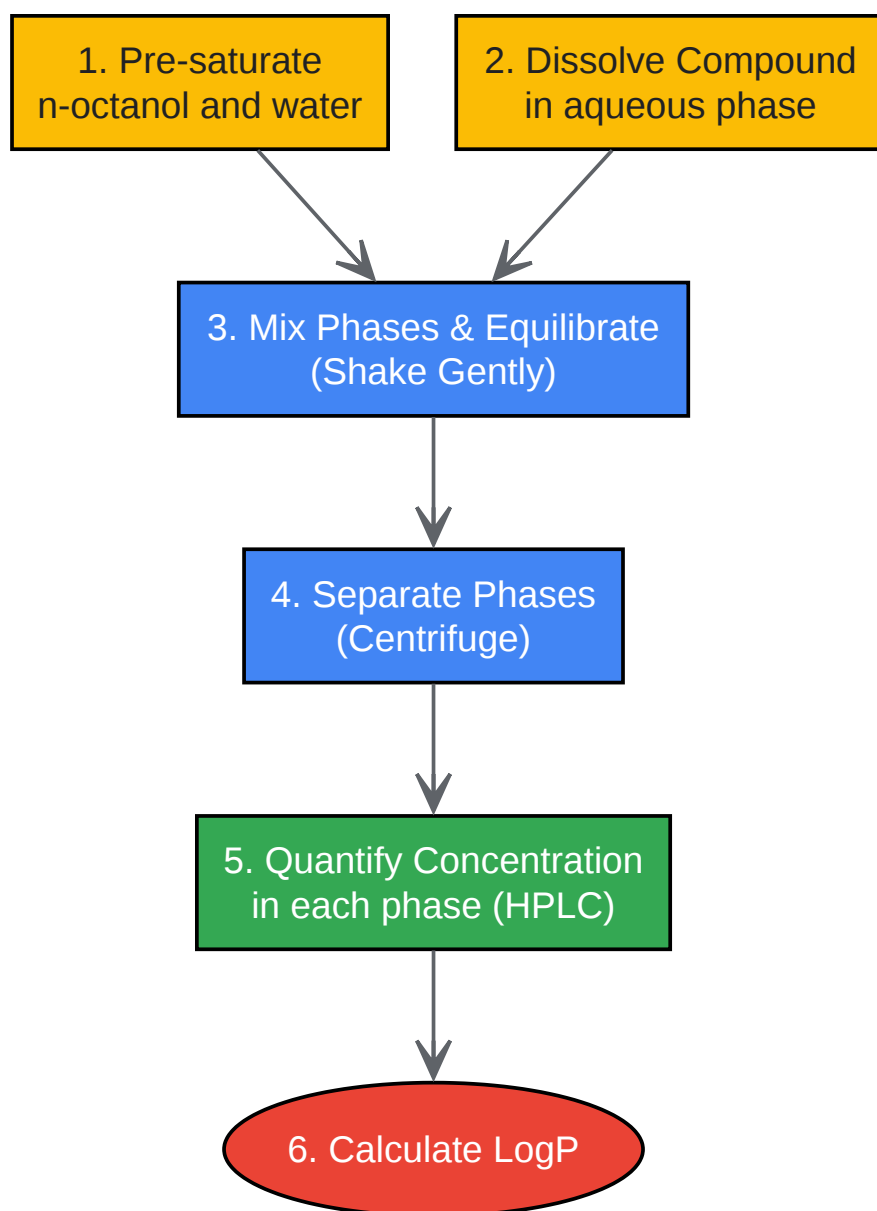 1. Pre-saturate
n-octanol and water
2. Dissolve Compound
in aqueous phase
3. Mix Phases & Equilibrate
(Shake Gently)
4. Separate Phases
(Centrifuge)
5. Quantify Concentration
in each phase (HPLC)
6. Calculate LogP